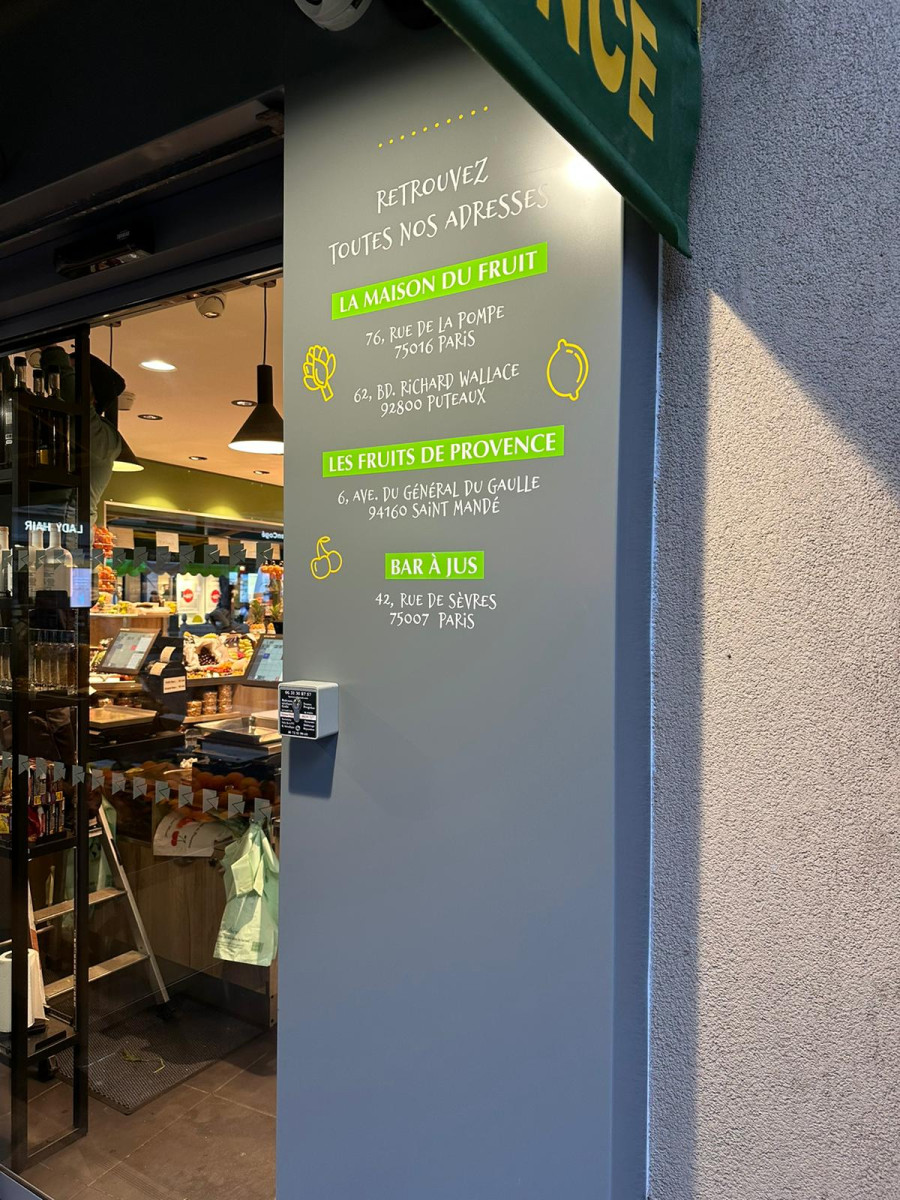 NCE
RETROUVEZ
TOUTES NOS ADRESSES
LA MAISON DU FRUIT
76, RUE DE LA POMPE
75016 PARIS
62, BD. RICHARD WALLACE
92800 PUTEAUX
LES FRUITS DE PROVENCE
6, AVE. DU GÉNÉRAL DU GAULLE
94160 SAINT MANDÉ
BAR À JUS
42, RUE DE SÈVRES
75007 PARIS
LADY HAIR